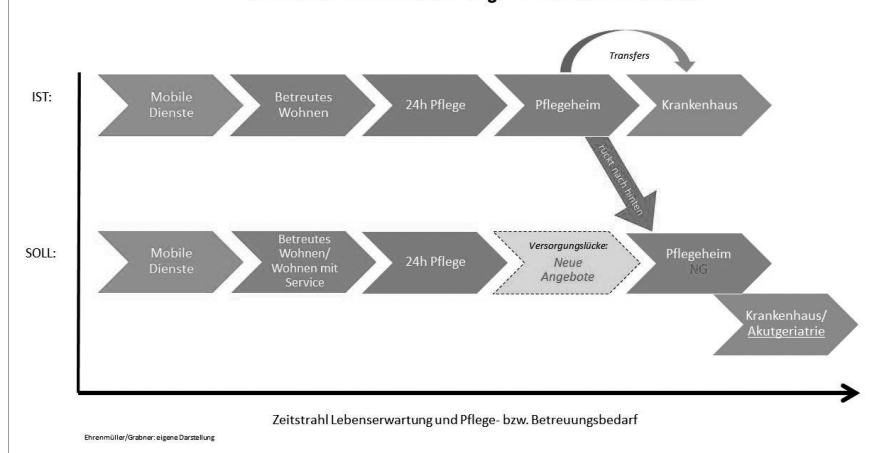 Transfers
IST:
Mobile
Dienste
Betreutes
Wohnen
24h Pflege
Pflegeheim
Krankenhaus
rückt nach hinten
SOLL:
Mobile
Dienste
Betreutes
Wohnen/
Wohnen mit
Service
24h Pflege
Versorgungslücke:
Neue
Angebote
Pflegeheim
NG
Krankenhaus/
Akutgeriatrie
Zeitstrahl Lebenserwartung und Pflege- bzw. Betreuungsbedarf
Ehrenmüller/Grabner: eigene Darstellung